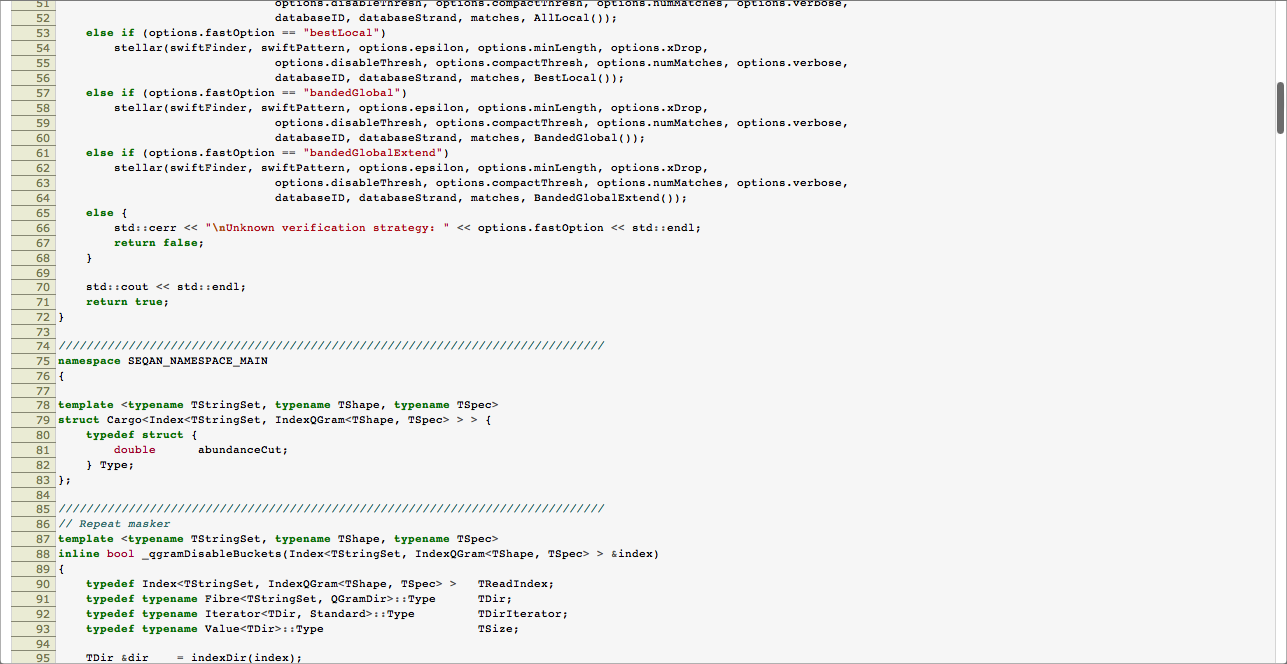 51 options.disableThresh, options.compactThresh, options.numMatches, options.verbose,
52 databaseID, databaseStrand, matches, AllLocal());
53 else if (options.fastOption == "bestLocal")
54 stellar(swiftFinder, swiftPattern, options.epsilon, options.minLength, options.xDrop,
55 options.disableThresh, options.compactThresh, options.numMatches, options.verbose,
56 databaseID, databaseStrand, matches, BestLocal());
57 else if (options.fastOption == "bandedGlobal")
58 stellar(swiftFinder, swiftPattern, options.epsilon, options.minLength, options.xDrop,
59 options.disableThresh, options.compactThresh, options.numMatches, options.verbose,
60 databaseID, databaseStrand, matches, BandedGlobal());
61 else if (options.fastOption == "bandedGlobalExtend")
62 stellar(swiftFinder, swiftPattern, options.epsilon, options.minLength, options.xDrop,
63 options.disableThresh, options.compactThresh, options.numMatches, options.verbose,
64 databaseID, databaseStrand, matches, BandedGlobalExtend());
65 else {
66 std::cerr << "\nUnknown verification strategy: " << options.fastOption << std::endl;
67 return false;
68 }
69
70 std::cout << std::endl;
71 return true;
72 }
73
74 //////////////////////////////////////////////////////////////////////////////
75 namespace SEQAN_NAMESPACE_MAIN
76 {
77
78 template <typename TStringSet, typename TShape, typename TSpec>
79 struct Cargo<Index<TStringSet, IndexQGram<TShape, TSpec> > > {
80 typedef struct {
81 double abundanceCut;
82 } Type;
83 };
84
85 //////////////////////////////////////////////////////////////////////////////
86 // Repeat masker
87 template <typename TStringSet, typename TShape, typename TSpec>
88 inline bool _qgramDisableBuckets(Index<TStringSet, IndexQGram<TShape, TSpec> > &index)
89 {
90 typedef Index<TStringSet, IndexQGram<TShape, TSpec> > TReadIndex;
91 typedef typename Fibre<TStringSet, QGramDir>::Type TDir;
92 typedef typename Iterator<TDir, Standard>::Type TDirIterator;
93 typedef typename Value<TDir>::Type TSize;
94
95 TDir &dir = indexDir(index);